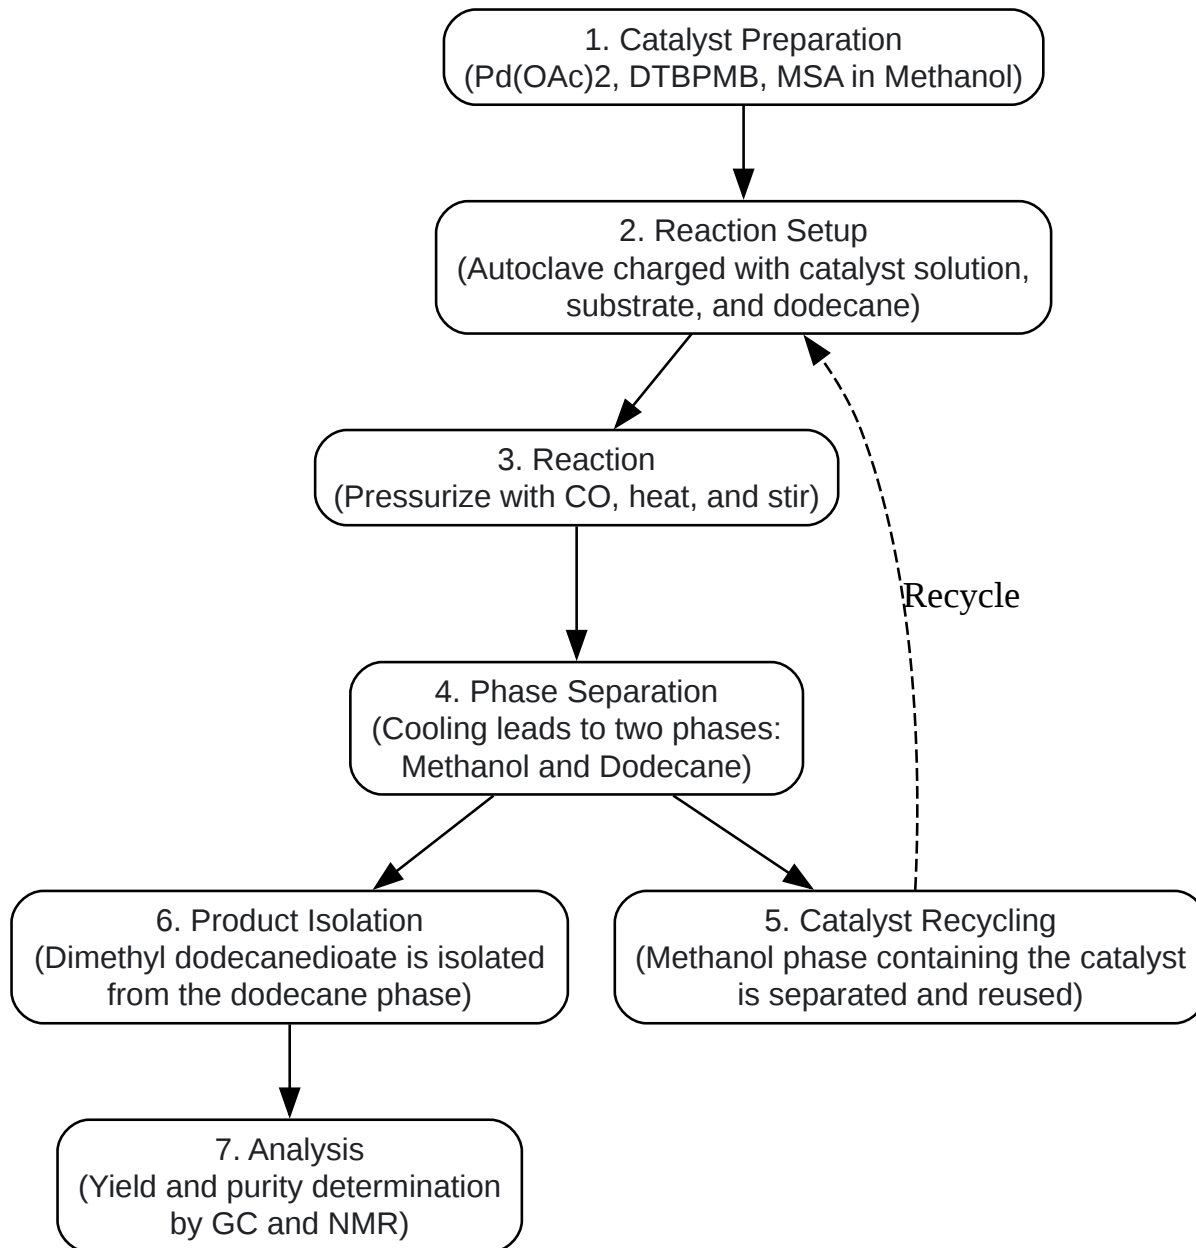 1. Catalyst Preparation
(Pd(OAc)2, DTBPMB, MSA in Methanol)
2. Reaction Setup
(Autoclave charged with catalyst solution,
substrate, and dodecane)
3. Reaction
(Pressurize with CO, heat, and stir)
Recycle
4. Phase Separation
(Cooling leads to two phases:
Methanol and Dodecane)
6. Product Isolation
(Dimethyl dodecanedioate is isolated
from the dodecane phase)
5. Catalyst Recycling
(Methanol phase containing the catalyst
is separated and reused)
7. Analysis
(Yield and purity determination
by GC and NMR)